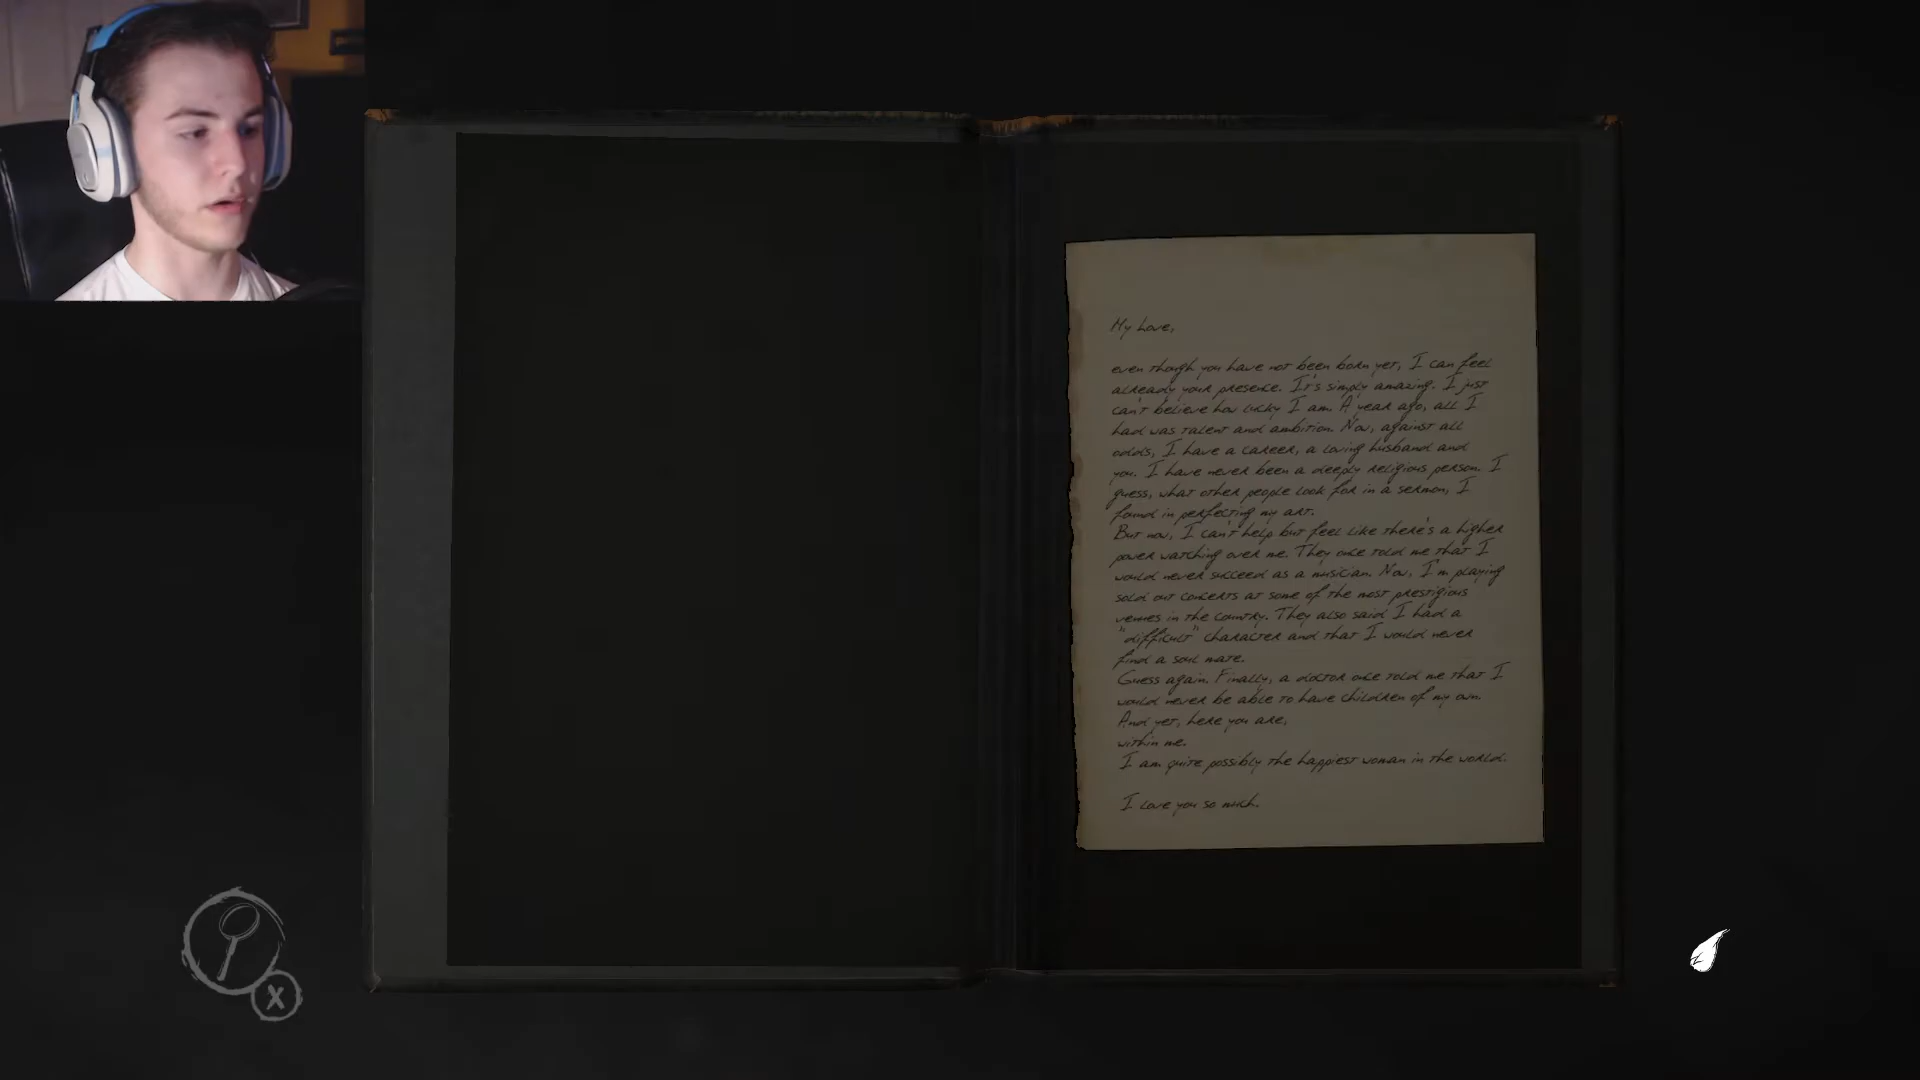 My love,
even though you have not been born yet, I can feel
already your presence. It's simply amazing. I just
can't believe how lucky I am. A year ago, all I
had was talent and ambition. Now, against all
odds, I have a career, a loving husband and
you. I have never been a deeply religious person. I
guess, what other people look for in a sermon, I
found in perfecting my art.
But now, I can't help but feel like there's a higher
power watching over me. They once told me that I
would never succeed as a musician. Now, I'm playing
sold out concerts at some of the most prestigious
venues in the country. They also said I had a
"difficult" character and that I would never
find a soul mate.
Guess again. Finally, a doctor once told me that I
would never be able to have children of my own.
And yet, here you are,
within me.
I am quite possibly the happiest woman in the world.
I love you so much.
X